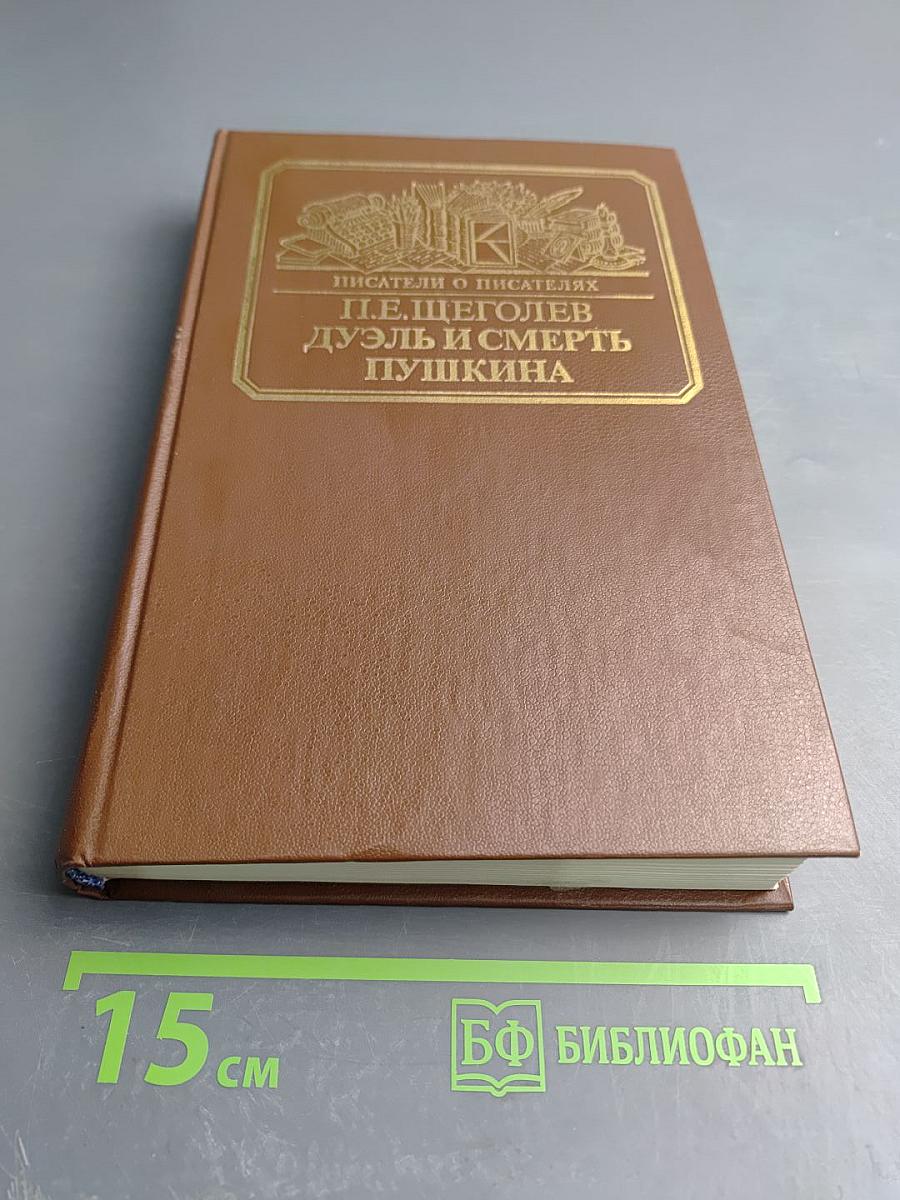 ПИСАТЕЛИ О ПИСАТЕЛЯХ
П.Е.ЩЕГОЛЕВ
ДУЭЛЬ И СМЕРТЬ
ПУШКИНА
15 см
БФ БИБЛИОФАН